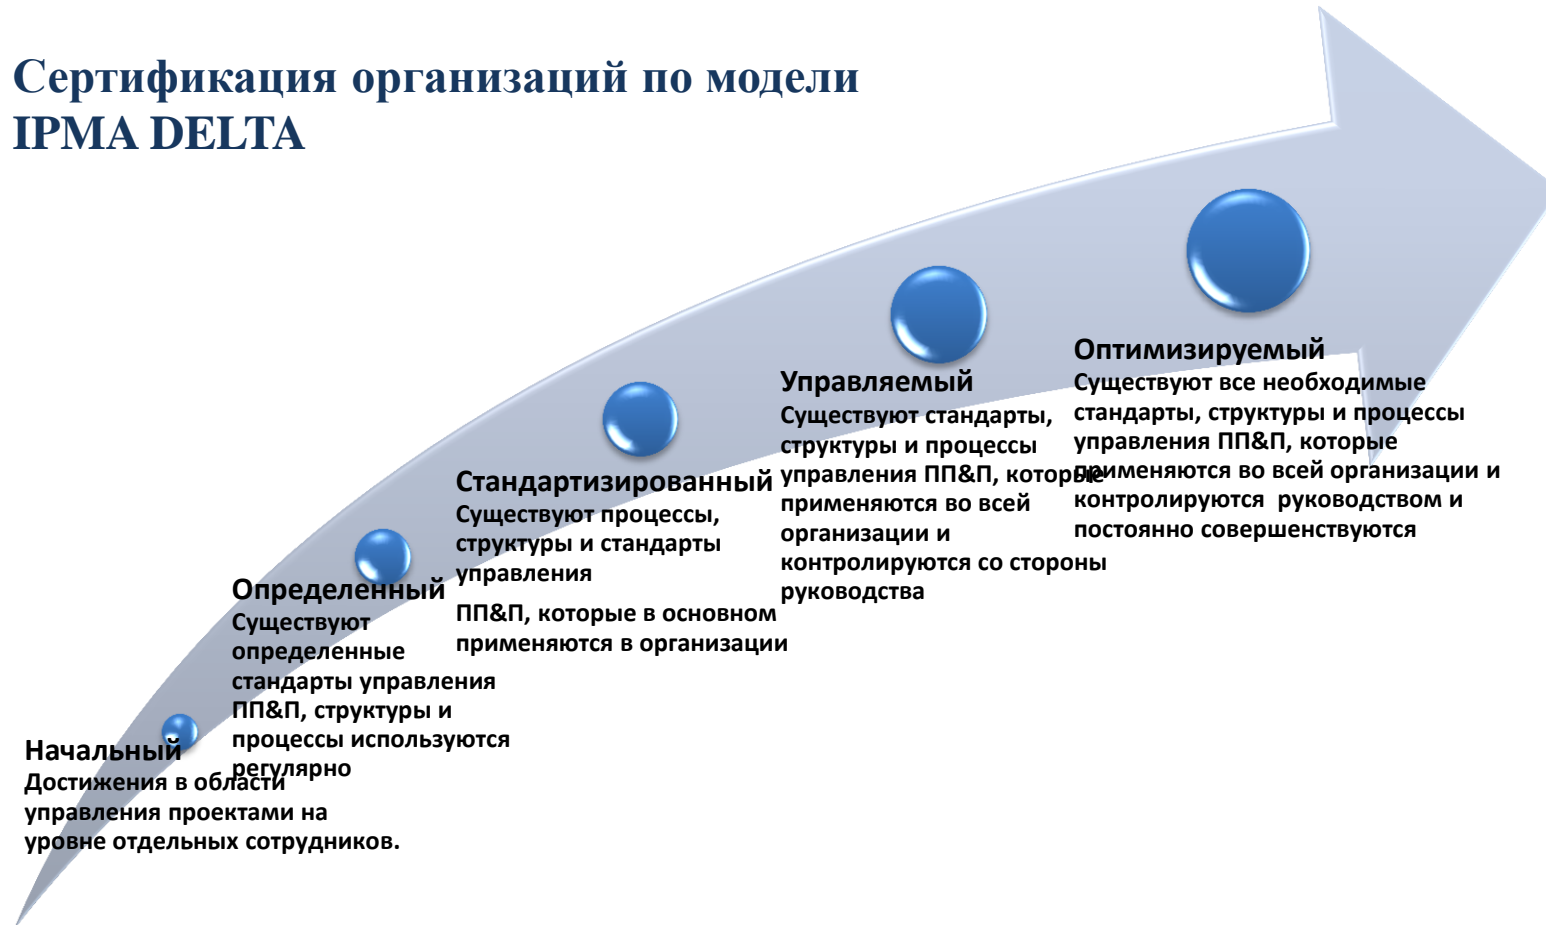 Сертификация организаций по модели
IPMA DELTA
Начальный
Достижения в области
управления проектами на
уровне отдельных сотрудников.
Определенный
Существуют
определенные
стандарты управления
ПП&П, структуры и
процессы используются
регулярно
Стандартизированный
Существуют процессы,
структуры и стандарты
управления
ПП&П, которые в основном
применяются в организации
Управляемый
Существуют стандарты,
структуры и процессы
управления ПП&П, которые
применяются во всей
организации и
контролируются со стороны
руководства
Оптимизируемый
Существуют все необходимые
стандарты, структуры и процессы
управления ПП&П, которые
применяются во всей организации и
контролируются  руководством и
постоянно совершенствуются